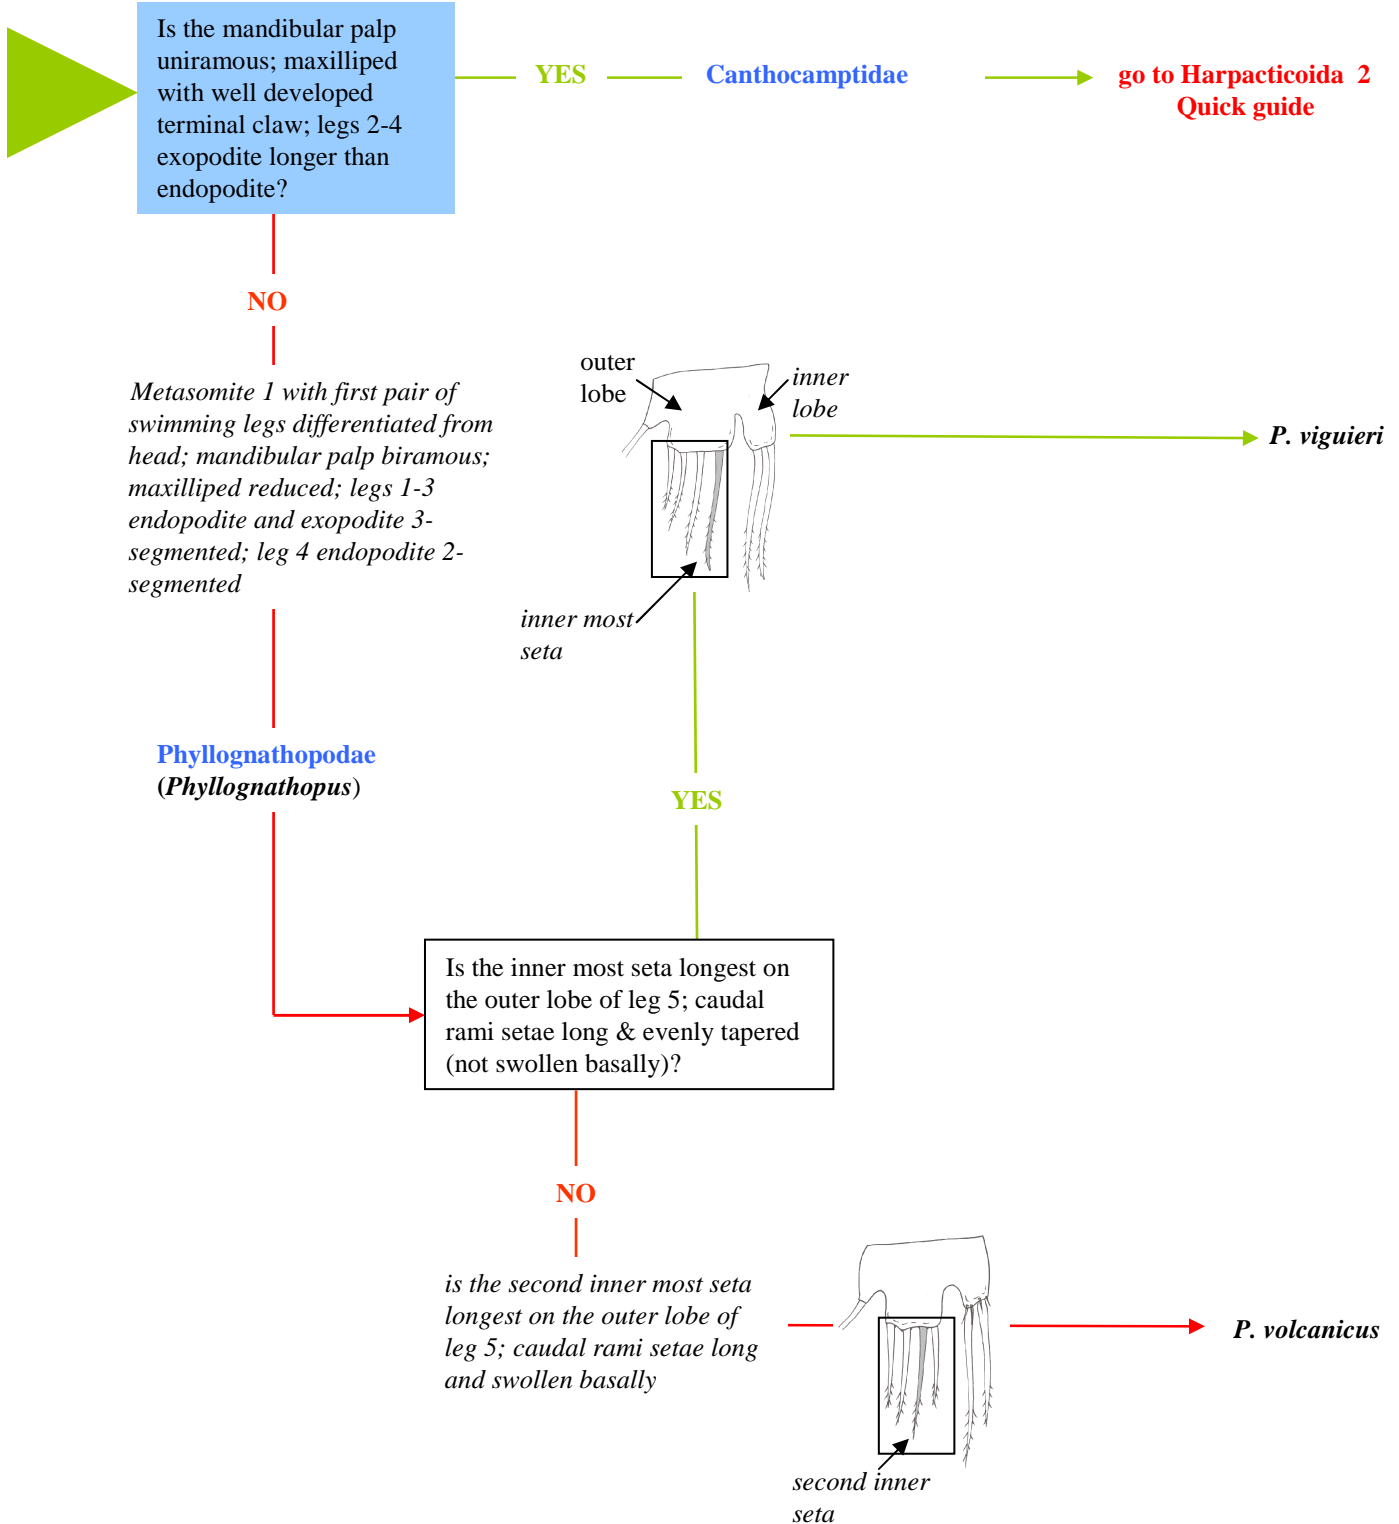 Is the mandibular palp
uniramous; maxilliped
with well developed
terminal claw; legs 2-4
exopodite longer than
endopodite?
YES
Canthocamptidae
go to Harpacticoida 2
Quick guide
NO
Metasomite 1 with first pair of
swimming legs differentiated from
head; mandibular palp biramous;
maxilliped reduced; legs 1-3
endopodite and exopodite 3-
segmented; leg 4 endopodite 2-
segmented
outer
lobe
inner
lobe
P. viguieri
inner most
seta
Phyllognathopodae
(Phyllognathopus)
YES
Is the inner most seta longest on
the outer lobe of leg 5; caudal
rami setae long & evenly tapered
(not swollen basally)?
NO
is the second inner most seta
longest on the outer lobe of
leg 5; caudal rami setae long
and swollen basally
P. volcanicus
second inner
seta